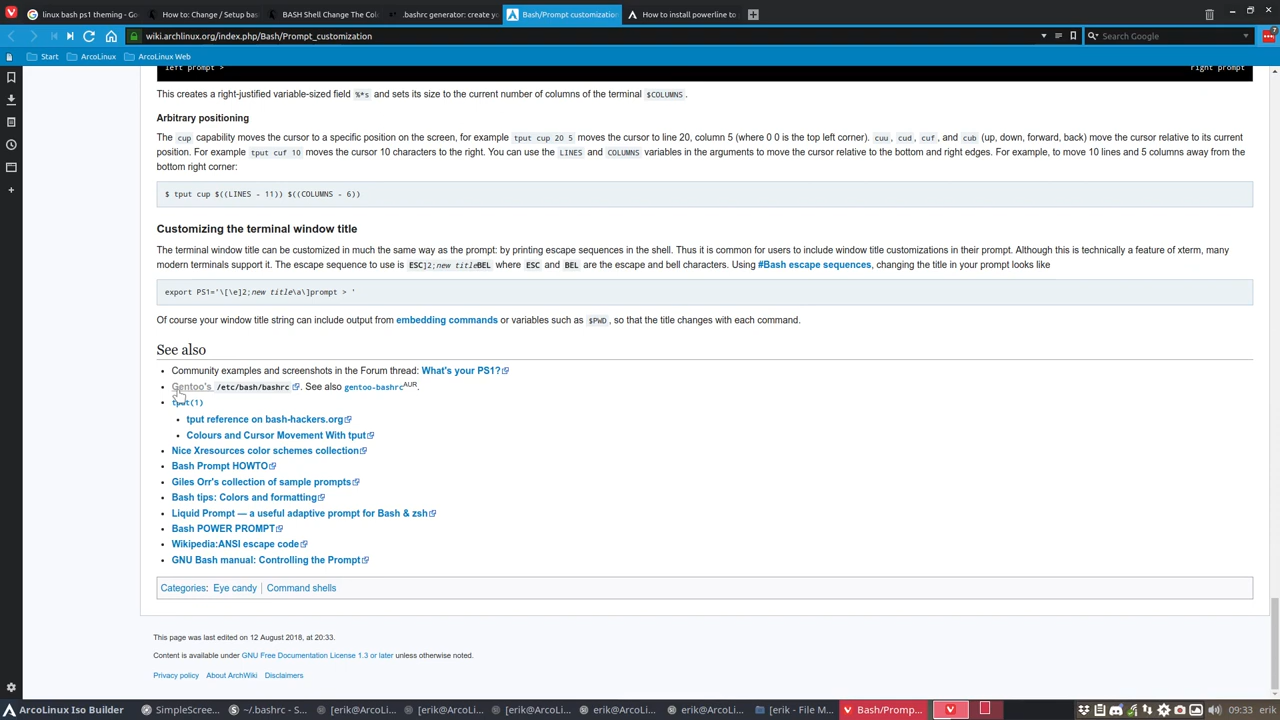 linux bash ps1 theming - Goo
How to: Change / Setup bas
BASH Shell Change The Col
.bashrc generator: create yo
Bash/Prompt customization
How to install powerline to
wiki.archlinux.org/index.php/Bash/Prompt_customization
Search Google
Start
ArcoLinux
ArcoLinux Web
left prompt >
right prompt
This creates a right-justified variable-sized field %*s and sets its size to the current number of columns of the terminal $COLUMNS.
Arbitrary positioning
The cup capability moves the cursor to a specific position on the screen, for example tput cup 20 5 moves the cursor to line 20, column 5 (where 0 0 is the top left corner). cuu, cud, cuf, and cub (up, down, forward, back) move the cursor relative to its current
position. For example tput cuf 10 moves the cursor 10 characters to the right. You can use the LINES and COLUMNS variables in the arguments to move the cursor relative to the bottom and right edges. For example, to move 10 lines and 5 columns away from the
bottom right corner:
$ tput cup $((LINES - 11)) $((COLUMNS - 6))
Customizing the terminal window title
The terminal window title can be customized in much the same way as the prompt: by printing escape sequences in the shell. Thus it is common for users to include window title customizations in their prompt. Although this is technically a feature of xterm, many
modern terminals support it. The escape sequence to use is ESC]2;new titleBEL where ESC and BEL are the escape and bell characters. Using #Bash escape sequences, changing the title in your prompt looks like
export PS1='\[\e]2;new title\a\]prompt > '
Of course your window title string can include output from embedding commands or variables such as $PWD, so that the title changes with each command.
See also
Community examples and screenshots in the Forum thread: What's your PS1?
Gentoo's /etc/bash/bashrc. See also gentoo-bashrcAUR.
tput(1)
tput reference on bash-hackers.org
Colours and Cursor Movement With tput
Nice Xresources color schemes collection
Bash Prompt HOWTO
Giles Orr's collection of sample prompts
Bash tips: Colors and formatting
Liquid Prompt — a useful adaptive prompt for Bash & zsh
Bash POWER PROMPT
Wikipedia:ANSI escape code
GNU Bash manual: Controlling the Prompt
Categories: Eye candy | Command shells
This page was last edited on 12 August 2018, at 20:33.
Content is available under GNU Free Documentation License 1.3 or later unless otherwise noted.
Privacy policy About ArchWiki Disclaimers
ArcoLinux Iso Builder
SimpleScreen...
~/.bashrc - S...
[erik@ArcoLi...
[erik@ArcoLi...
erik@ArcoLi...
erik@ArcoLi...
[erik - File M...
Bash/Promp...
09:33
erik